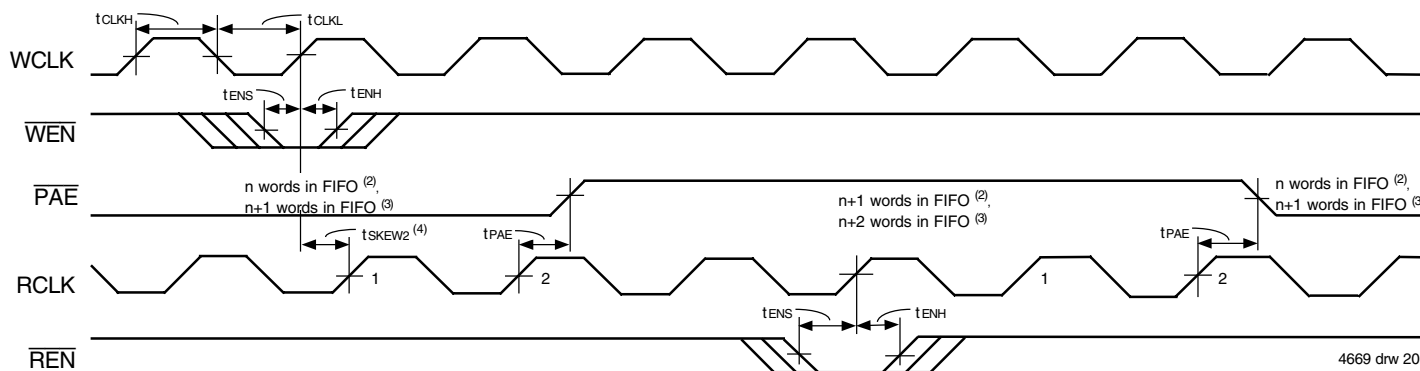 tCLKH
tCLKL
WCLK
tENS
tENH
WEN
n words in FIFO (2),
n+1 words in FIFO (3)
PAE
n+1 words in FIFO (2),
n+2 words in FIFO (3)
n words in FIFO (2),
n+1 words in FIFO (3
tSKEW2 (4)
tPAE
tPAE
RCLK
1
2
1
2
tENS
tENH
REN
4669 drw 20